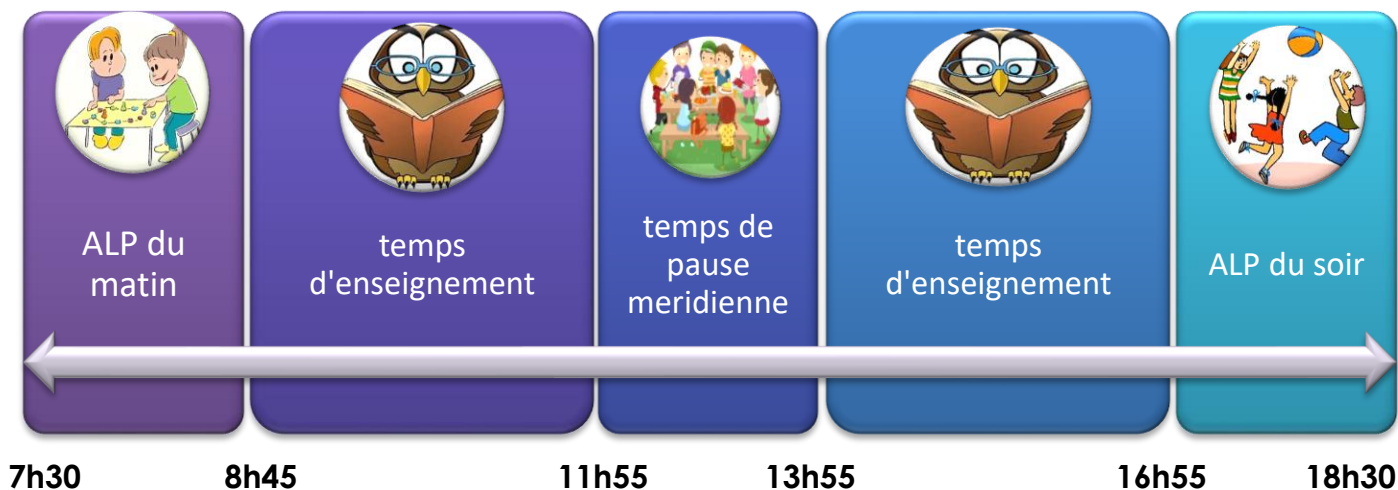 ALP du
matin
temps
d'enseignement
temps de
pause
meridienne
temps
d'enseignement
ALP du soir
7h30 8h45 11h55 13h55 16h55 18h30